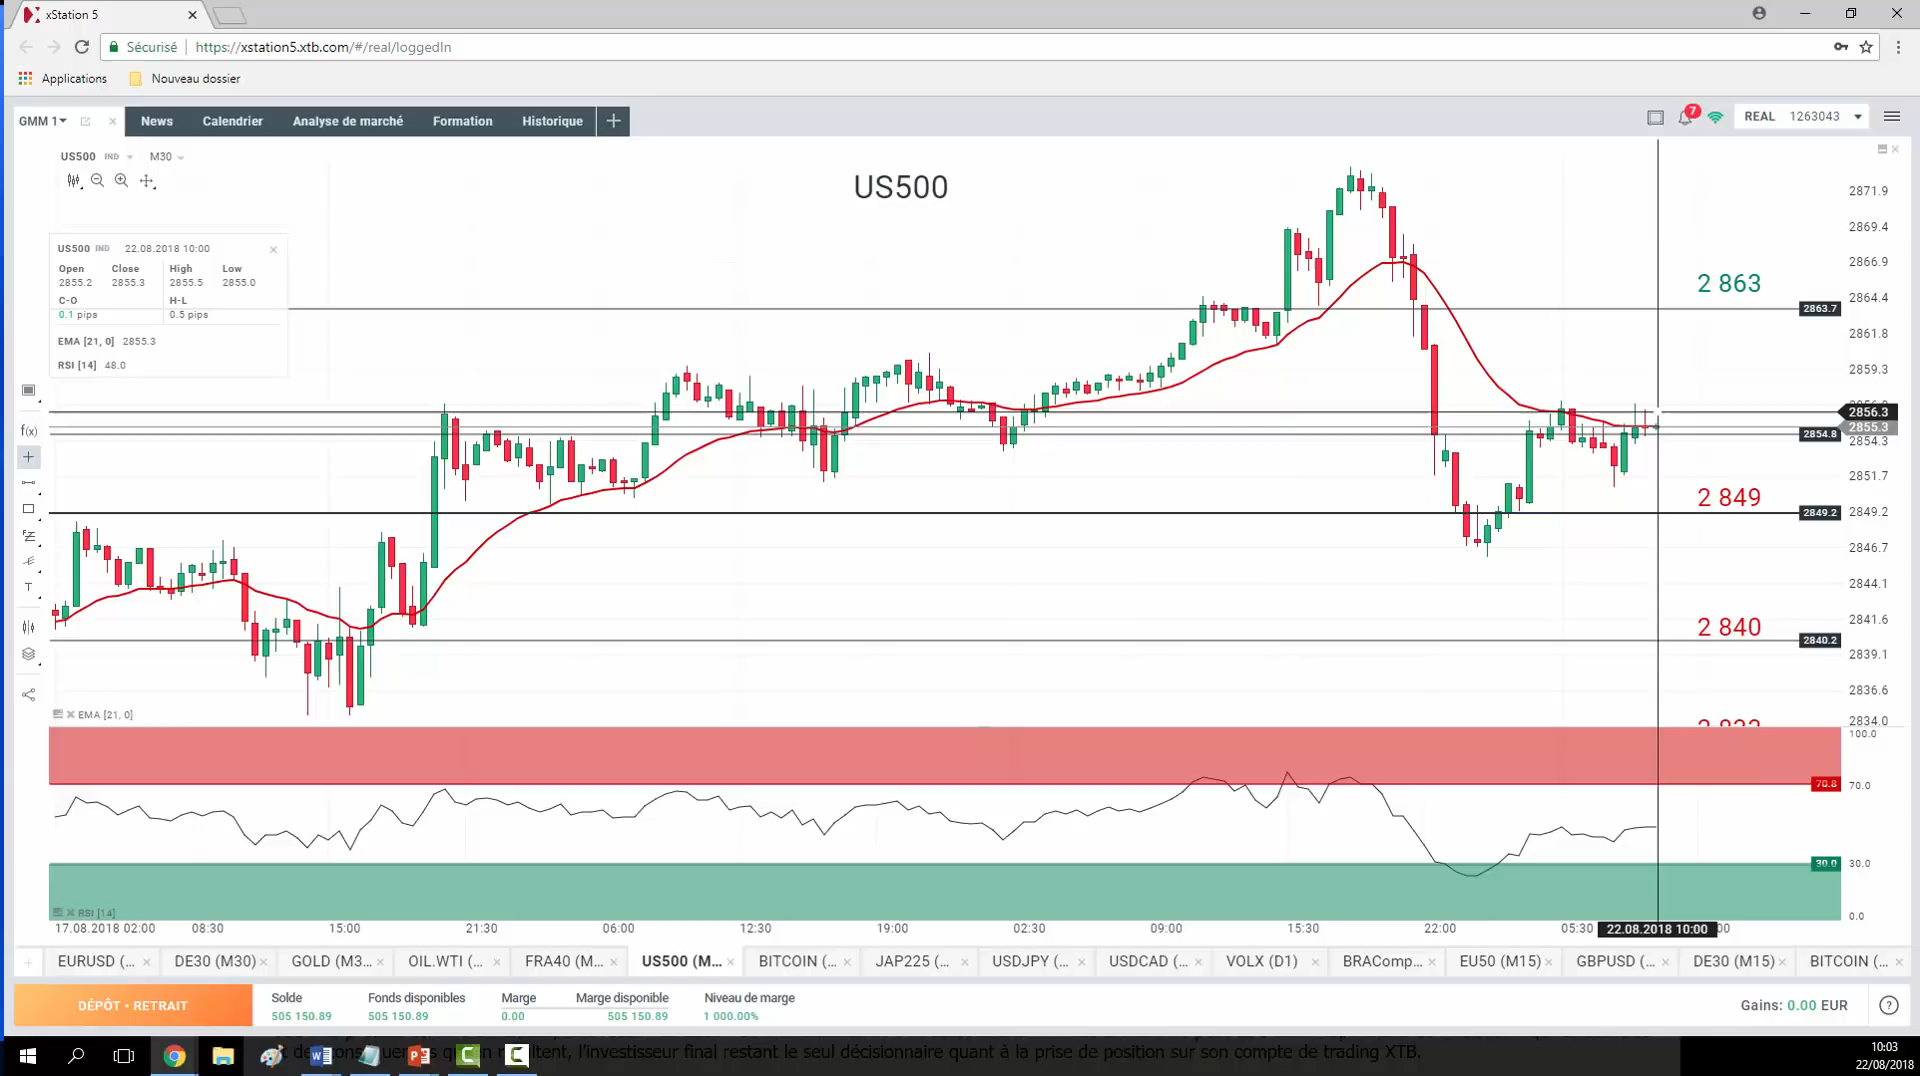 xStation 5
Sécurisé https://xstation5.xtb.com/#/real/loggedIn
Applications Nouveau dossier
GMM 1 News Calendrier Analyse de marché Formation Historique 7 REAL 1263043
US500 IND M30
US500
2871.9
2869.4
US500 IND 22.08.2018 10:00
Open Close High Low
2855.2 2855.3 2855.5 2855.0
C-O H-L
0.1 pips 0.5 pips
EMA [21, 0] 2855.3
RSI [14] 48.0
2866.9
2 863
2864.4
2863.7
2861.8
2859.3
2856.3
2855.3
2854.8
2854.3
2851.7
2 849
2849.2 2849.2
2846.7
2844.1
2 840
2841.6
2840.2
2839.1
2836.6
EMA [21, 0]
2834.0
100.0
70.8 70.0
30.0 30.0
RSI [14]
0.0
17.08.2018 02:00 08:30 15:00 21:30 06:00 12:30 19:00 02:30 09:00 15:30 22:00 05:30 22.08.2018 10:00
EURUSD (... DE30 (M30) GOLD (M3... OIL.WTI (... FRA40 (M... US500 (M... BITCOIN (... JAP225 (... USDJPY (... USDCAD (... VOLX (D1) BRAComp... EU50 (M15) GBPUSD (... DE30 (M15) BITCOIN (...
DÉPÔT • RETRAIT
Solde Fonds disponibles Marge Marge disponible Niveau de marge
505 150.89 505 150.89 0.00 505 150.89 1 000.00%
Gains: 0.00 EUR
l'investisseur final restant le seul décisionnaire quant à la prise de position sur son compte de trading XTB.
10:03
22/08/2018